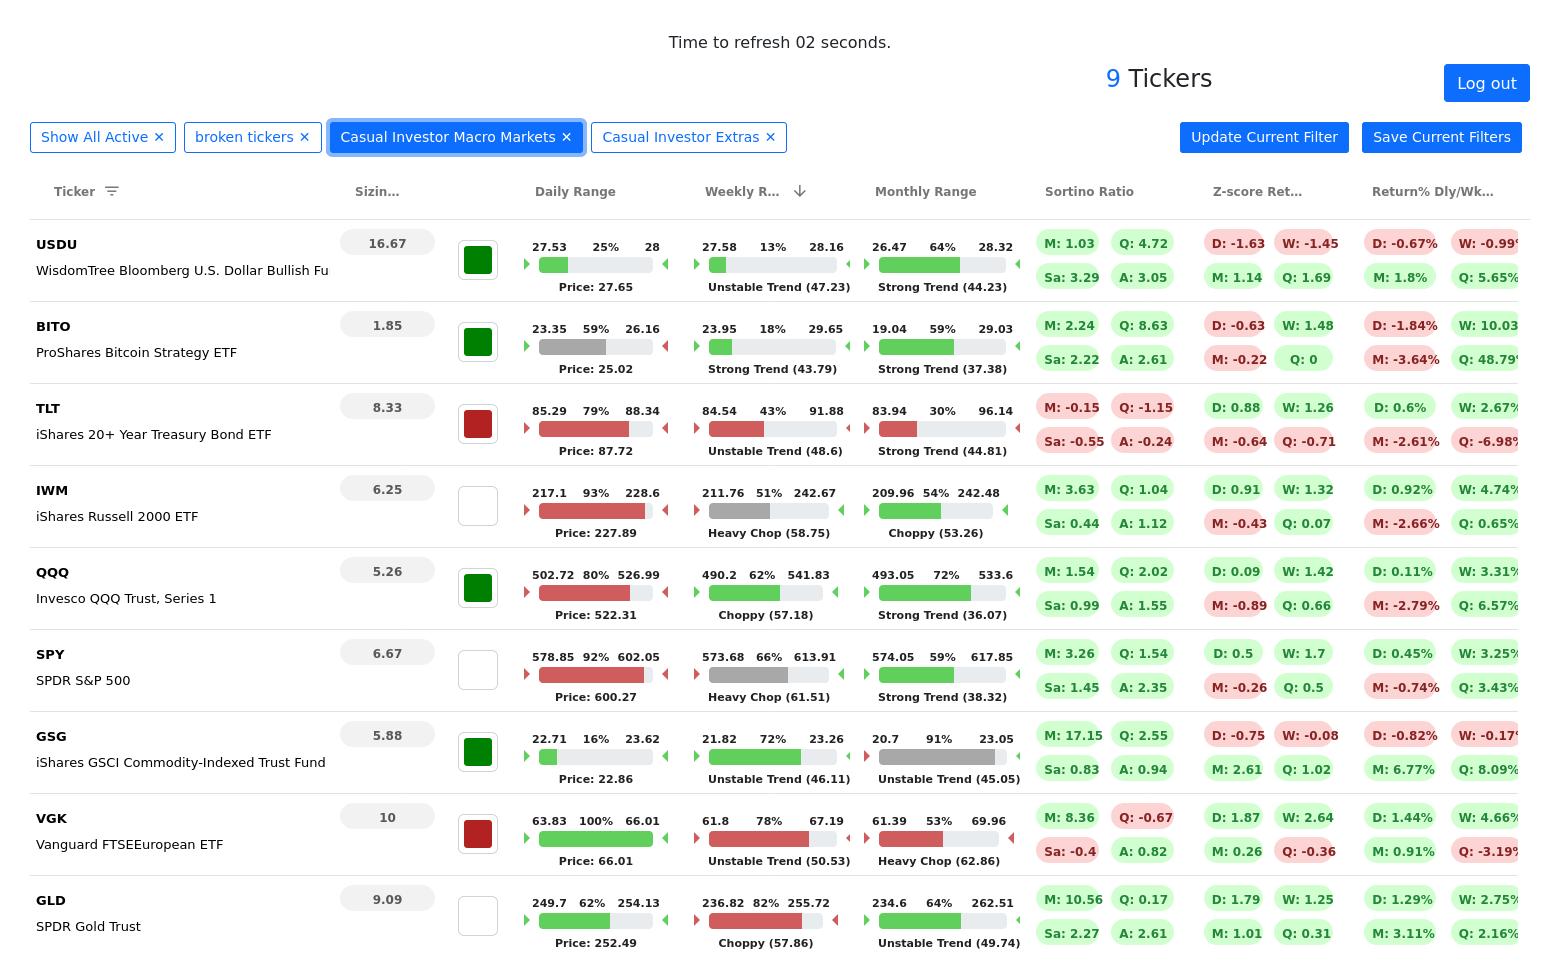 Time to refresh 02 seconds.
9 Tickers
Log out
Show All Active ✕ broken tickers ✕ Casual Investor Macro Markets ✕ Casual Investor Extras ✕ Update Current Filter Save Current Filters
Ticker Sizin… Daily Range Weekly R… Monthly Range Sortino Ratio Z-score Ret… Return% Dly/Wk…
USDU 16.67 27.53 25% 28 27.58 13% 28.16 26.47 64% 28.32 M: 1.03 Q: 4.72 D: -1.63 W: -1.45 D: -0.67% W: -0.99%
WisdomTree Bloomberg U.S. Dollar Bullish Fu Sa: 3.29 A: 3.05 M: 1.14 Q: 1.69 M: 1.8% Q: 5.65%
Price: 27.65 Unstable Trend (47.23) Strong Trend (44.23)
BITO 1.85 23.35 59% 26.16 23.95 18% 29.65 19.04 59% 29.03 M: 2.24 Q: 8.63 D: -0.63 W: 1.48 D: -1.84% W: 10.03
ProShares Bitcoin Strategy ETF Sa: 2.22 A: 2.61 M: -0.22 Q: 0 M: -3.64% Q: 48.79%
Price: 25.02 Strong Trend (43.79) Strong Trend (37.38)
TLT 8.33 85.29 79% 88.34 84.54 43% 91.88 83.94 30% 96.14 M: -0.15 Q: -1.15 D: 0.88 W: 1.26 D: 0.6% W: 2.67%
iShares 20+ Year Treasury Bond ETF Sa: -0.55 A: -0.24 M: -0.64 Q: -0.71 M: -2.61% Q: -6.98%
Price: 87.72 Unstable Trend (48.6) Strong Trend (44.81)
IWM 6.25 217.1 93% 228.6 211.76 51% 242.67 209.96 54% 242.48 M: 3.63 Q: 1.04 D: 0.91 W: 1.32 D: 0.92% W: 4.74%
iShares Russell 2000 ETF Sa: 0.44 A: 1.12 M: -0.43 Q: 0.07 M: -2.66% Q: 0.65%
Price: 227.89 Heavy Chop (58.75) Choppy (53.26)
QQQ 5.26 502.72 80% 526.99 490.2 62% 541.83 493.05 72% 533.6 M: 1.54 Q: 2.02 D: 0.09 W: 1.42 D: 0.11% W: 3.31%
Invesco QQQ Trust, Series 1 Sa: 0.99 A: 1.55 M: -0.89 Q: 0.66 M: -2.79% Q: 6.57%
Price: 522.31 Choppy (57.18) Strong Trend (36.07)
SPY 6.67 578.85 92% 602.05 573.68 66% 613.91 574.05 59% 617.85 M: 3.26 Q: 1.54 D: 0.5 W: 1.7 D: 0.45% W: 3.25%
SPDR S&P 500 Sa: 1.45 A: 2.35 M: -0.26 Q: 0.5 M: -0.74% Q: 3.43%
Price: 600.27 Heavy Chop (61.51) Strong Trend (38.32)
GSG 5.88 22.71 16% 23.62 21.82 72% 23.26 20.7 91% 23.05 M: 17.15 Q: 2.55 D: -0.75 W: -0.08 D: -0.82% W: -0.17%
iShares GSCI Commodity-Indexed Trust Fund Sa: 0.83 A: 0.94 M: 2.61 Q: 1.02 M: 6.77% Q: 8.09%
Price: 22.86 Unstable Trend (46.11) Unstable Trend (45.05)
VGK 10 63.83 100% 66.01 61.8 78% 67.19 61.39 53% 69.96 M: 8.36 Q: -0.67 D: 1.87 W: 2.64 D: 1.44% W: 4.66%
Vanguard FTSEEuropean ETF Sa: -0.4 A: 0.82 M: 0.26 Q: -0.36 M: 0.91% Q: -3.19%
Price: 66.01 Unstable Trend (50.53) Heavy Chop (62.86)
GLD 9.09 249.7 62% 254.13 236.82 82% 255.72 234.6 64% 262.51 M: 10.56 Q: 0.17 D: 1.79 W: 1.25 D: 1.29% W: 2.75%
SPDR Gold Trust Sa: 2.27 A: 2.61 M: 1.01 Q: 0.31 M: 3.11% Q: 2.16%
Price: 252.49 Choppy (57.86) Unstable Trend (49.74)